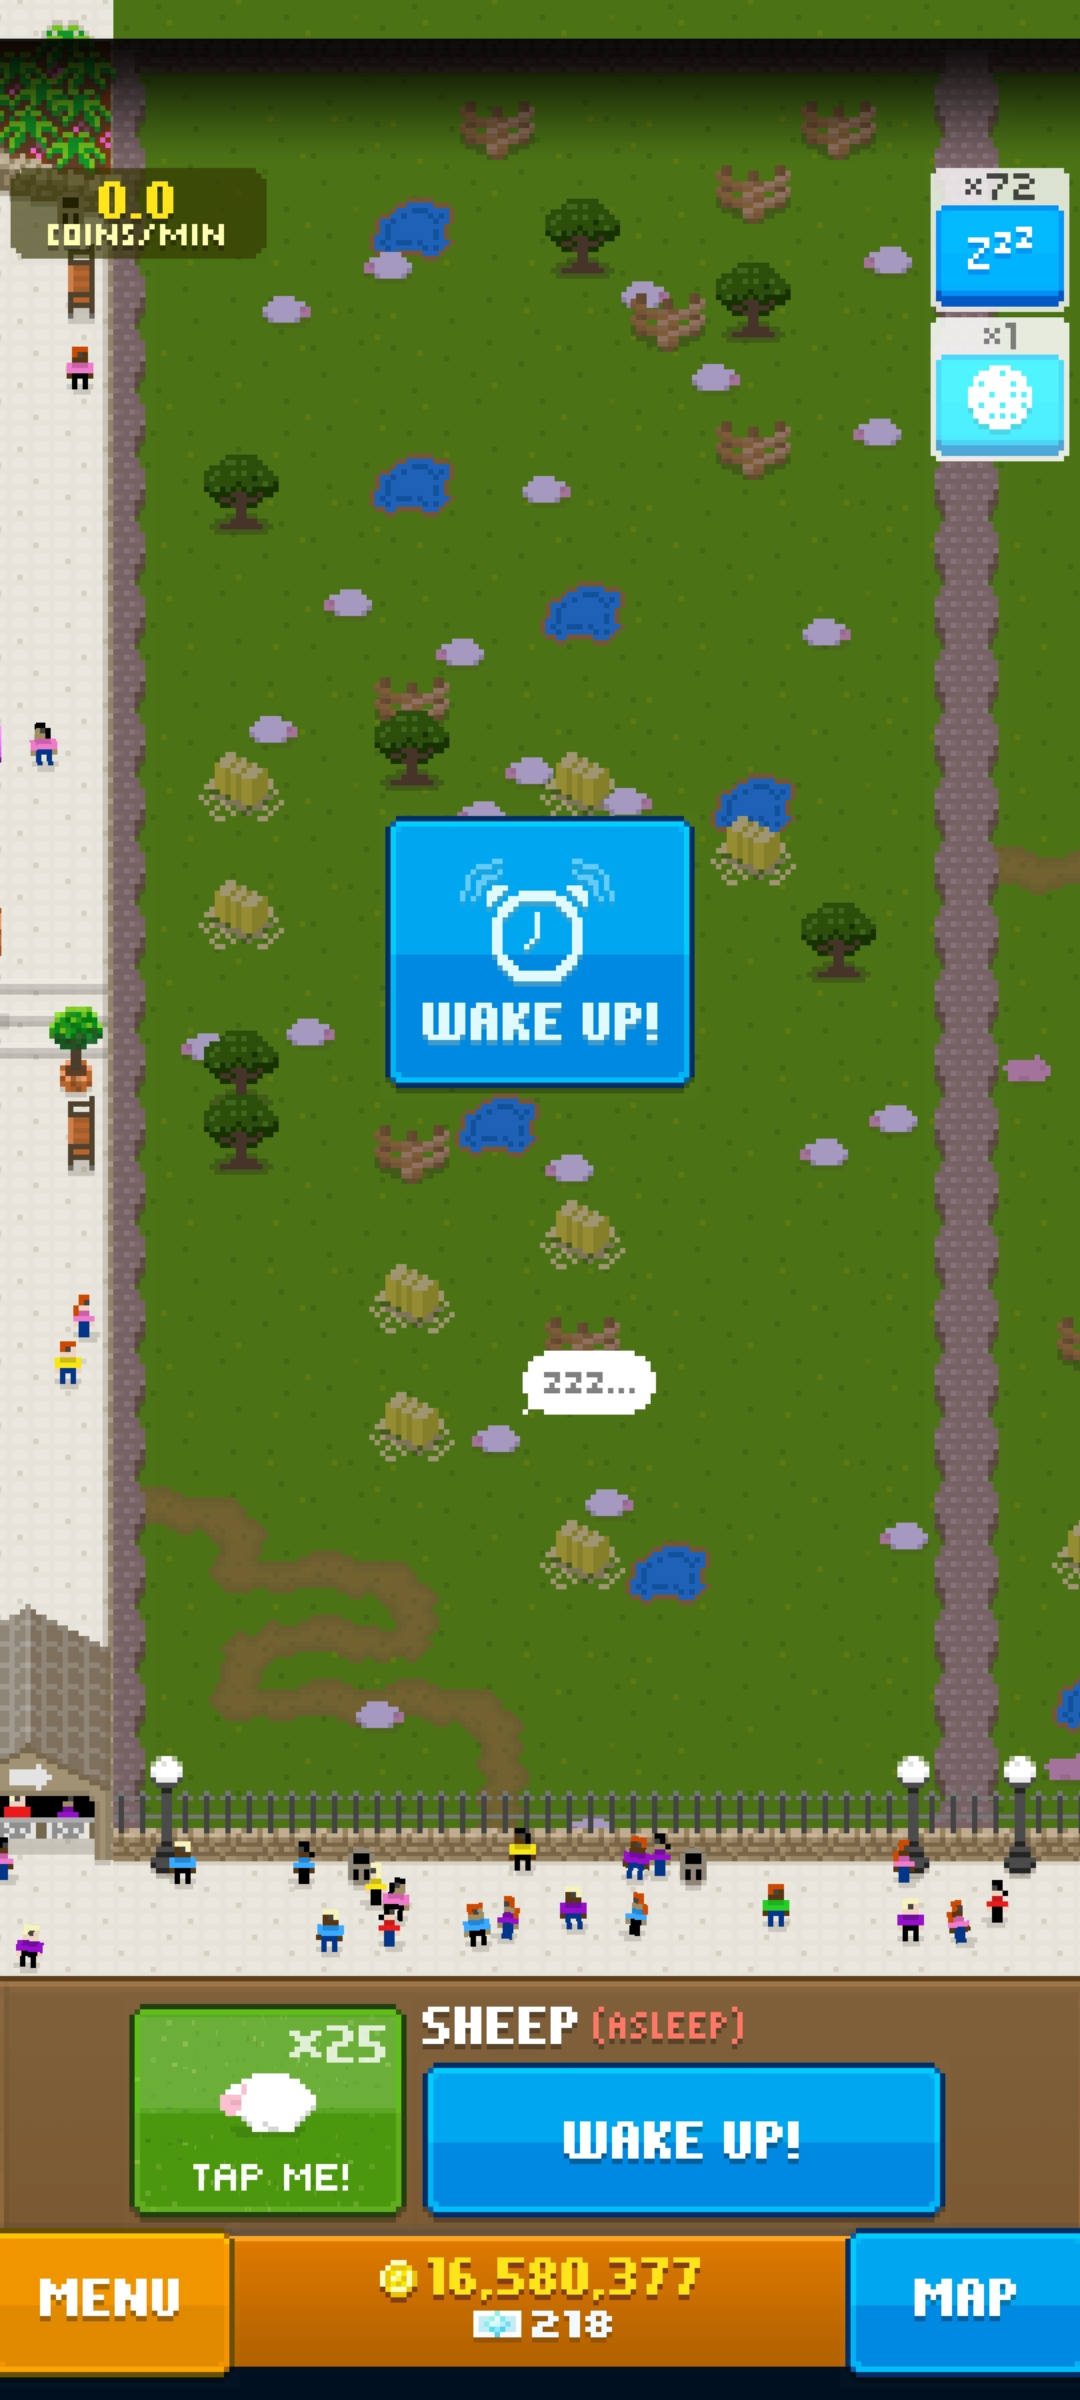 0.0
COINS/MIN
x72
zzz
x1
WAKE UP!
zzz...
x25
TAP ME!
SHEEP (ASLEEP)
WAKE UP!
MENU
16,580,377
218
MAP